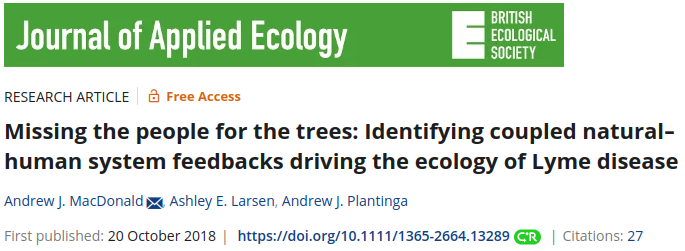 Journal of Applied Ecology
BRITISH
ECOLOGICAL
SOCIETY
RESEARCH ARTICLE
Free Access
Missing the people for the trees: Identifying coupled natural–
human system feedbacks driving the ecology of Lyme disease
Andrew J. MacDonald, Ashley E. Larsen, Andrew J. Plantinga
First published: 20 October 2018 | https://doi.org/10.1111/1365-2664.13289 CR | Citations: 27